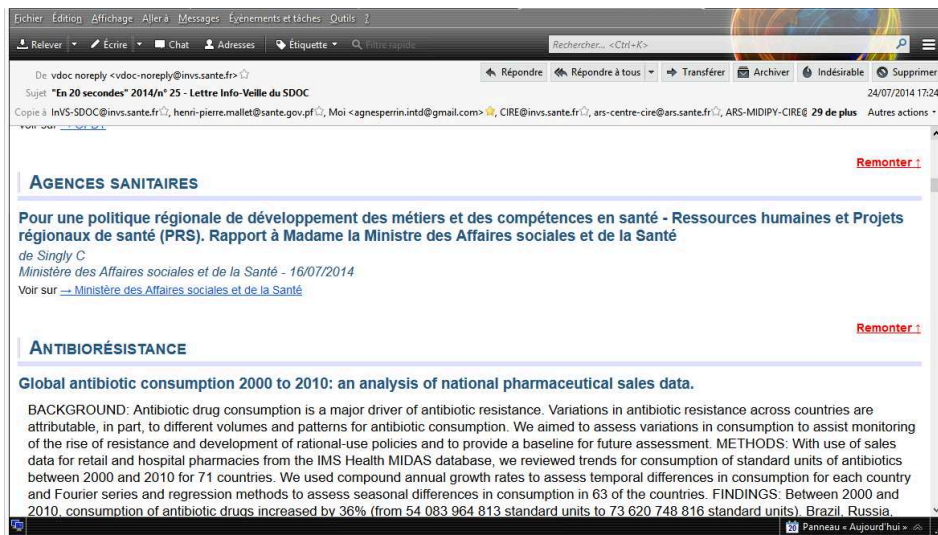 Fichier Édition Affichage Aller à Messages Évènements et tâches Outils ?
Relever Écrire Chat Adresses Étiquette Filtre rapide Rechercher... <Ctrl+K>
De vdoc noreply <vdoc-noreply@invs.sante.fr> Répondre Répondre à tous Transférer Archiver Indésirable Supprimer
Sujet "En 20 secondes" 2014/n° 25 - Lettre Info-Veille du SDOC 24/07/2014 17:24
Copie à InVS-SDOC@invs.sante.fr, henri-pierre.mallet@sante.gov.pf, Moi <agnesperrin.intd@gmail.com>, CIRE@invs.sante.fr, ars-centre-cire@ars.sante.fr, ARS-MIDIPY-CIRE@ 29 de plus Autres actions
Remonter ↑
AGENCES SANITAIRES
Pour une politique régionale de développement des métiers et des compétences en santé - Ressources humaines et Projets
régionaux de santé (PRS). Rapport à Madame la Ministre des Affaires sociales et de la Santé
de Singly C
Ministère des Affaires sociales et de la Santé - 16/07/2014
Voir sur → Ministère des Affaires sociales et de la Santé
Remonter ↑
ANTIBIORÉSISTANCE
Global antibiotic consumption 2000 to 2010: an analysis of national pharmaceutical sales data.
BACKGROUND: Antibiotic drug consumption is a major driver of antibiotic resistance. Variations in antibiotic resistance across countries are
attributable, in part, to different volumes and patterns for antibiotic consumption. We aimed to assess variations in consumption to assist monitoring
of the rise of resistance and development of rational-use policies and to provide a baseline for future assessment. METHODS: With use of sales
data for retail and hospital pharmacies from the IMS Health MIDAS database, we reviewed trends for consumption of standard units of antibiotics
between 2000 and 2010 for 71 countries. We used compound annual growth rates to assess temporal differences in consumption for each country
and Fourier series and regression methods to assess seasonal differences in consumption in 63 of the countries. FINDINGS: Between 2000 and
2010, consumption of antibiotic drugs increased by 36% (from 54 083 964 813 standard units to 73 620 748 816 standard units). Brazil, Russia,
20 Panneau « Aujourd'hui »